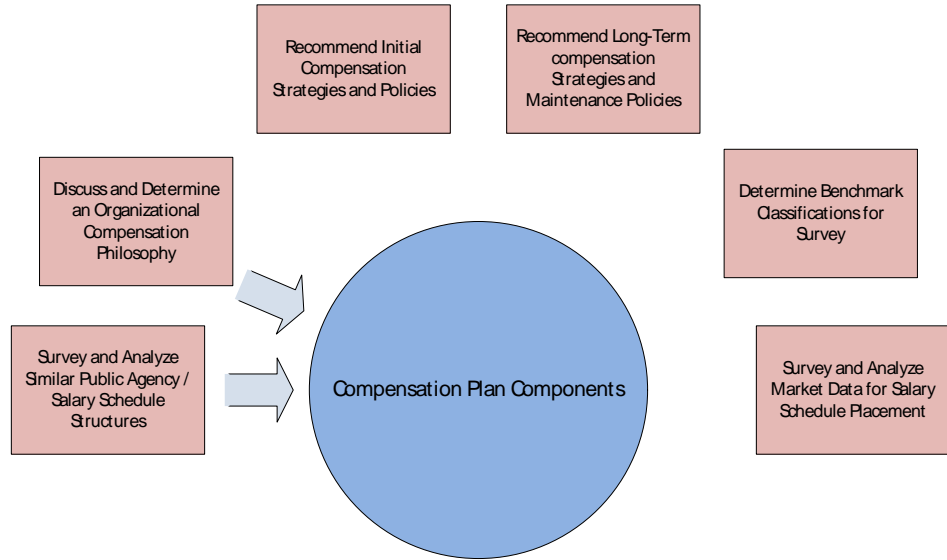 Recommend Initial
Compensation
Strategies and Policies
Recommend Long-Term
compensation
Strategies and
Maintenance Policies
Discuss and Determine
an Organizational
Compensation
Philosophy
Determine Benchmark
Classifications for
Survey
Survey and Analyze
Similar Public Agency /
Salary Schedule
Structures
Compensation Plan Components
Survey and Analyze
Market Data for Salary
Schedule Placement